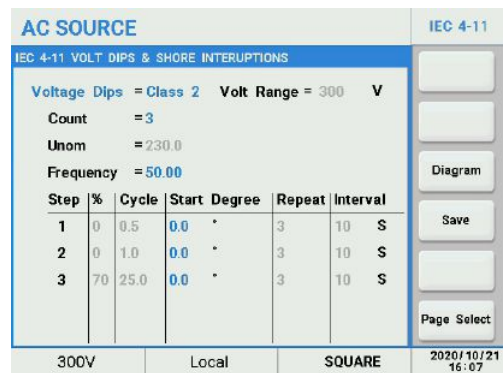 AC SOURCE
IEC 4-11
IEC 4-11 VOLT DIPS & SHORE INTERUPTIONS
Voltage Dips = Class 2 Volt Range = 300 V
Count =3
Unom =230.0
Frequency =50.00
Step % Cycle Start Degree Repeat Interval
1 0 0.5 0.0 ° 3 10 S
2 0 1.0 0.0 ° 3 10 S
3 70 25.0 0.0 ° 3 10 S
Diagram
Save
Page Select
300V Local SQUARE
2020/10/21
16:07